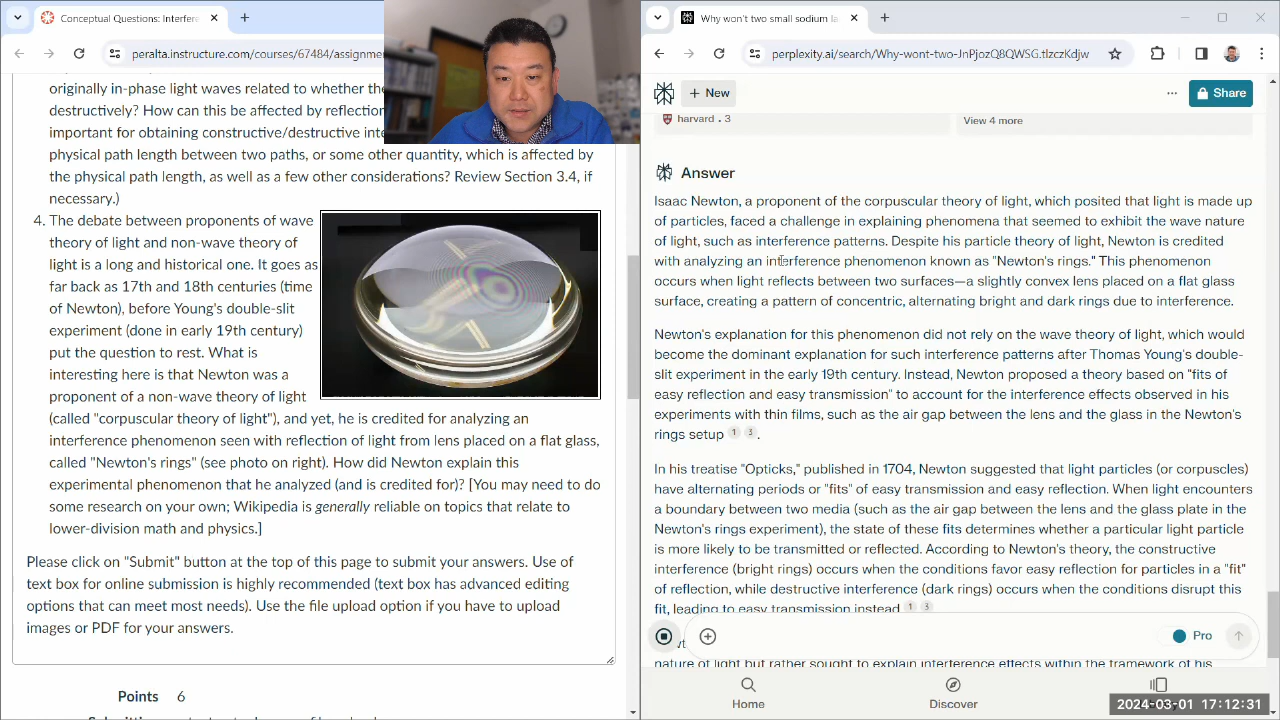 Conceptual Questions: Interfere
peralta.instructure.com/courses/67484/assignme
originally in-phase light waves related to whether the
destructively? How can this be affected by reflection
important for obtaining constructive/destructive inte
physical path length between two paths, or some other quantity, which is affected by
the physical path length, as well as a few other considerations? Review Section 3.4, if
necessary.)
4. The debate between proponents of wave
theory of light and non-wave theory of
light is a long and historical one. It goes as
far back as 17th and 18th centuries (time
of Newton), before Young's double-slit
experiment (done in early 19th century)
put the question to rest. What is
interesting here is that Newton was a
proponent of a non-wave theory of light
(called "corpuscular theory of light"), and yet, he is credited for analyzing an
interference phenomenon seen with reflection of light from lens placed on a flat glass,
called "Newton's rings" (see photo on right). How did Newton explain this
experimental phenomenon that he analyzed (and is credited for)? [You may need to do
some research on your own; Wikipedia is generally reliable on topics that relate to
lower-division math and physics.]
Please click on "Submit" button at the top of this page to submit your answers. Use of
text box for online submission is highly recommended (text box has advanced editing
options that can meet most needs). Use the file upload option if you have to upload
images or PDF for your answers.
Points 6
Why won't two small sodium la
perplexity.ai/search/Why-wont-two-JnPjozQ8QWSG.tlzczKdjw
New
Share
harvard · 3
View 4 more
Answer
Isaac Newton, a proponent of the corpuscular theory of light, which posited that light is made up
of particles, faced a challenge in explaining phenomena that seemed to exhibit the wave nature
of light, such as interference patterns. Despite his particle theory of light, Newton is credited
with analyzing an interference phenomenon known as "Newton's rings." This phenomenon
occurs when light reflects between two surfaces—a slightly convex lens placed on a flat glass
surface, creating a pattern of concentric, alternating bright and dark rings due to interference.
Newton's explanation for this phenomenon did not rely on the wave theory of light, which would
become the dominant explanation for such interference patterns after Thomas Young's double-
slit experiment in the early 19th century. Instead, Newton proposed a theory based on "fits of
easy reflection and easy transmission" to account for the interference effects observed in his
experiments with thin films, such as the air gap between the lens and the glass in the Newton's
rings setup 1 3.
In his treatise "Opticks," published in 1704, Newton suggested that light particles (or corpuscles)
have alternating periods or "fits" of easy transmission and easy reflection. When light encounters
a boundary between two media (such as the air gap between the lens and the glass plate in the
Newton's rings experiment), the state of these fits determines whether a particular light particle
is more likely to be transmitted or reflected. According to Newton's theory, the constructive
interference (bright rings) occurs when the conditions favor easy reflection for particles in a "fit"
of reflection, while destructive interference (dark rings) occurs when the conditions disrupt this
fit, leading to easy transmission instead 1 3
nature of light but rather sought to explain interference effects within the framework of his
Pro
Home
Discover
2024-03-01 17:12:31